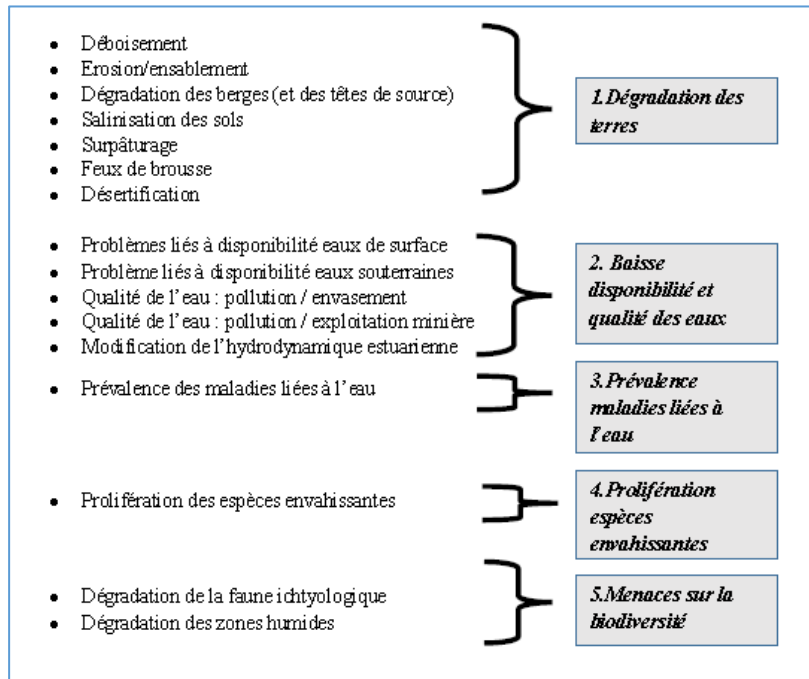 • Déboisement
• Erosion/ensablement
• Dégradation des berges (et des têtes de source)
• Salinisation des sols
• Surpâturage
• Feux de brousse
• Désertification
1.Dégradation des
terres
• Problèmes liés à disponibilité eaux de surface
• Problème liés à disponibilité eaux souterraines
• Qualité de l'eau : pollution / envasement
• Qualité de l'eau : pollution / exploitation minière
• Modification de l'hydrodynamique estuarienne
2. Baisse
disponibilité et
qualité des eaux
• Prévalence des maladies liées à l'eau
3.Prévalence
maladies liées à
l'eau
• Prolifération des espèces envahissantes
4.Prolifération
espèces
envahissantes
• Dégradation de la faune ichtyologique
• Dégradation des zones humides
5.Menaces sur la
biodiversité